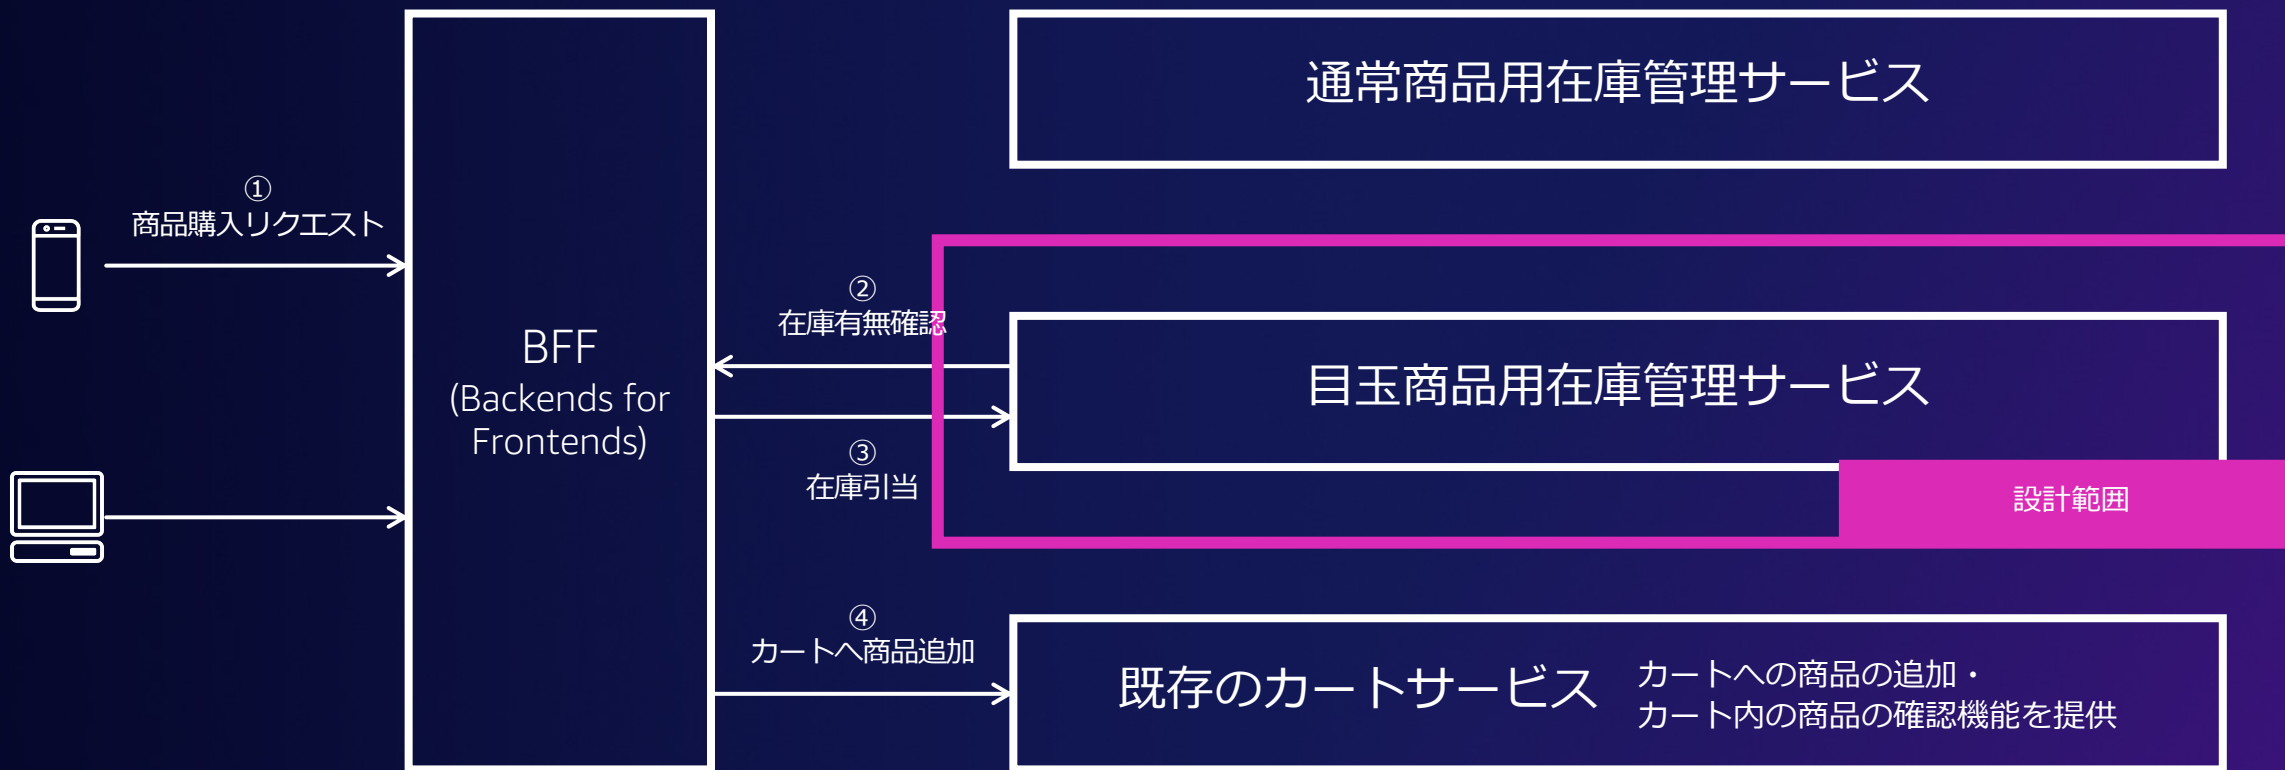 通常商品用在庫管理サービス
①
商品購入リクエスト
②
在庫有無確認
BFF
(Backends for
Frontends)
目玉商品用在庫管理サービス
③
在庫引当
設計範囲
④
カートへ商品追加
既存のカートサービス
カートへの商品の追加・
カート内の商品の確認機能を提供